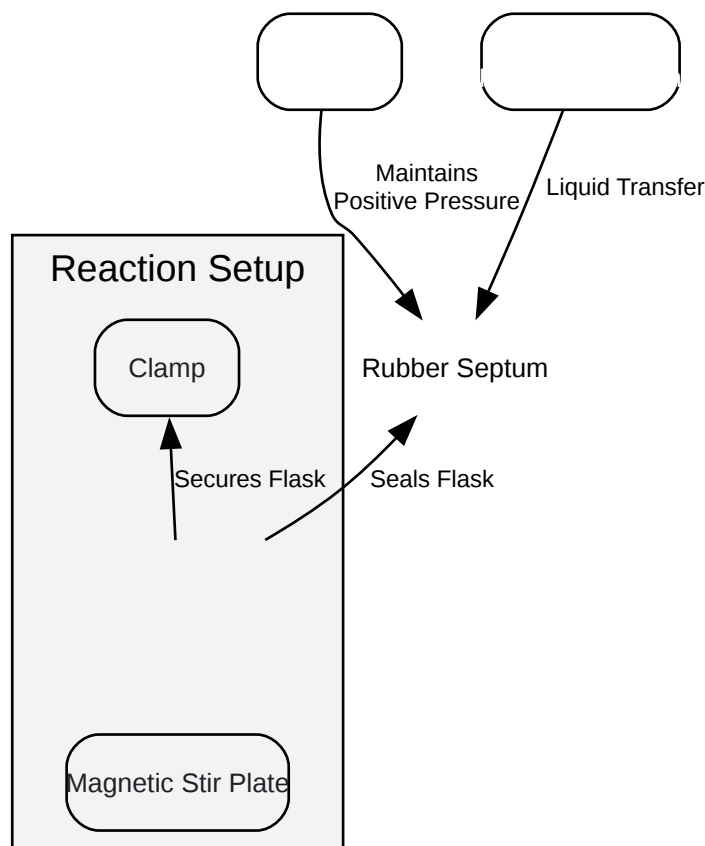 Maintains
Positive Pressure
Liquid Transfer
Reaction Setup
Clamp
Rubber Septum
Secures Flask
Seals Flask
Magnetic Stir Plate